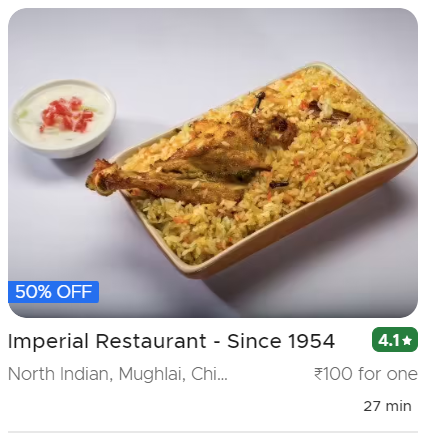 50% OFF
Imperial Restaurant - Since 1954 4.1★
North Indian, Mughlai, Chi... ₹100 for one
27 min